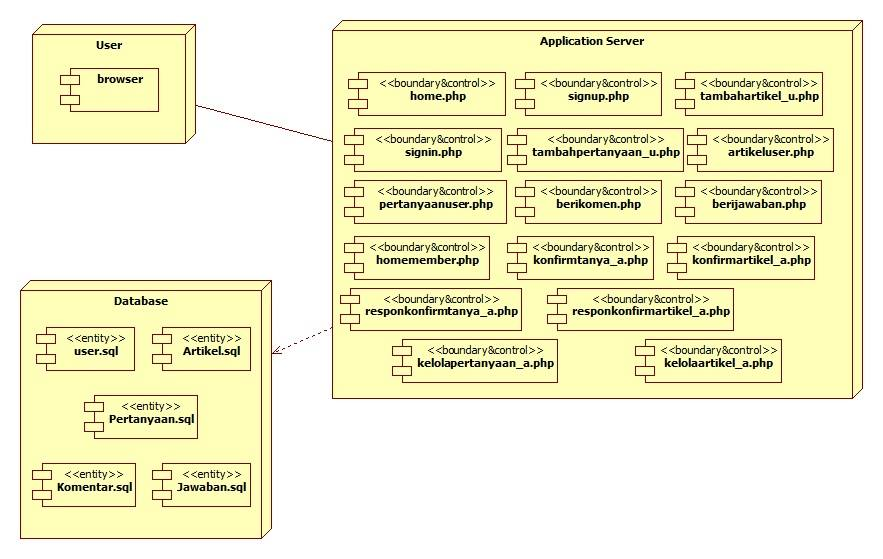 User
browser
Application Server
<<boundary&control>>
home.php
<<boundary&control>>
signup.php
<<boundary&control>>
tambahartikel_u.php
<<boundary&control>>
signin.php
<<boundary&control>>
tambahpertanyaan_u.php
<<boundary&control>>
artikeluser.php
<<boundary&control>>
pertanyaanuser.php
<<boundary&control>>
berikomen.php
<<boundary&control>>
berijawaban.php
<<boundary&control>>
homemember.php
<<boundary&control>>
konfirmtanya_a.php
<<boundary&control>>
konfirmartikel_a.php
<<boundary&control>>
responkonfirmtanya_a.php
<<boundary&control>>
responkonfirmartikel_a.php
<<boundary&control>>
kelolapertanyaan_a.php
<<boundary&control>>
kelolaartikel_a.php
Database
<<entity>>
user.sql
<<entity>>
Artikel.sql
<<entity>>
Pertanyaan.sql
<<entity>>
Komentar.sql
<<entity>>
Jawaban.sql